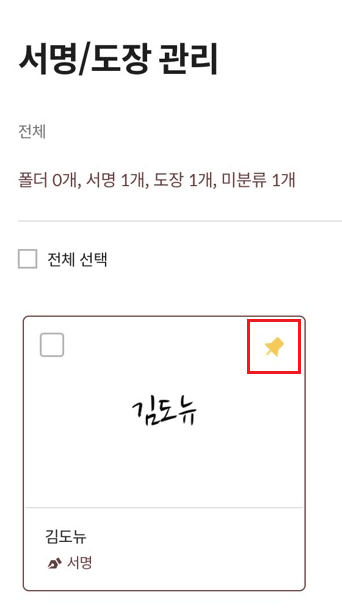 서명/도장 관리
전체
폴더 0개, 서명 1개, 도장 1개, 미분류 1개
전체 선택
김도뉴
김도뉴
서명